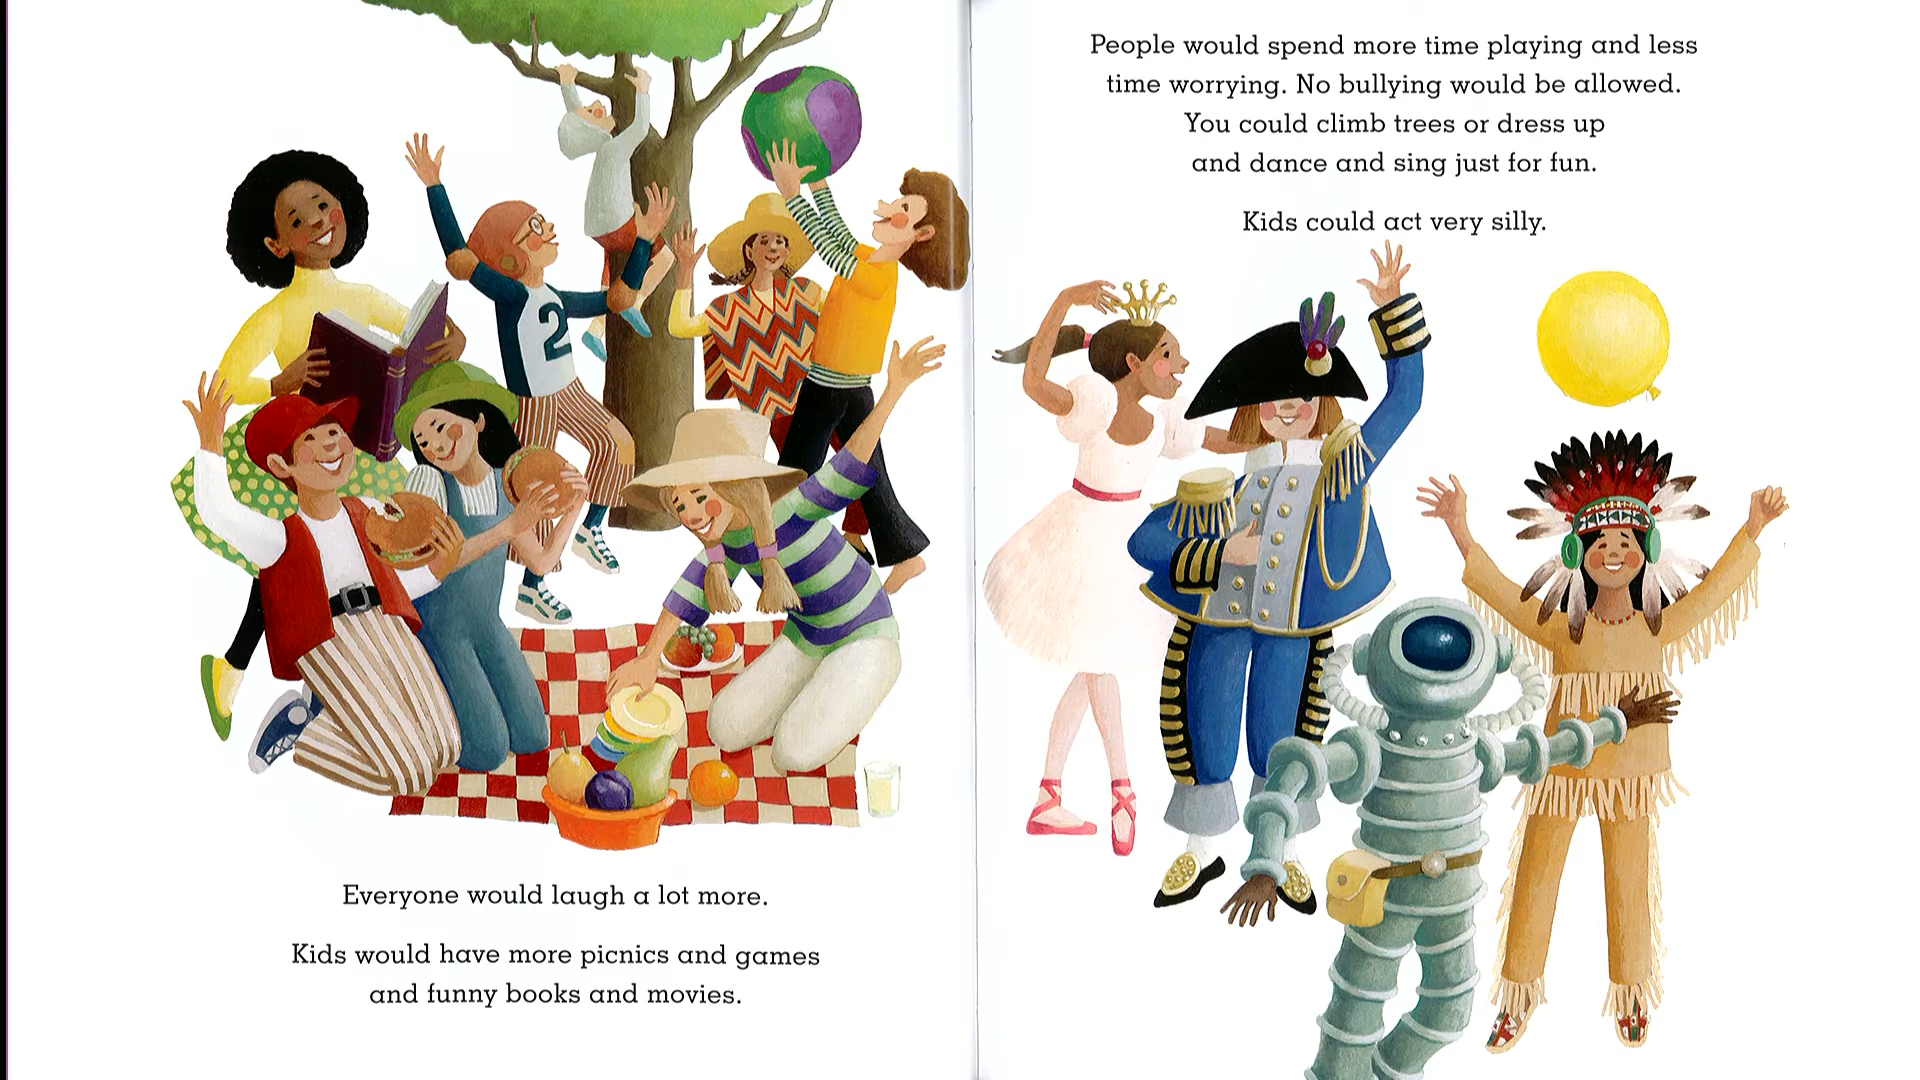 Everyone would laugh a lot more.
Kids would have more picnics and games
and funny books and movies.
People would spend more time playing and less
time worrying. No bullying would be allowed.
You could climb trees or dress up
and dance and sing just for fun.
Kids could act very silly.
2